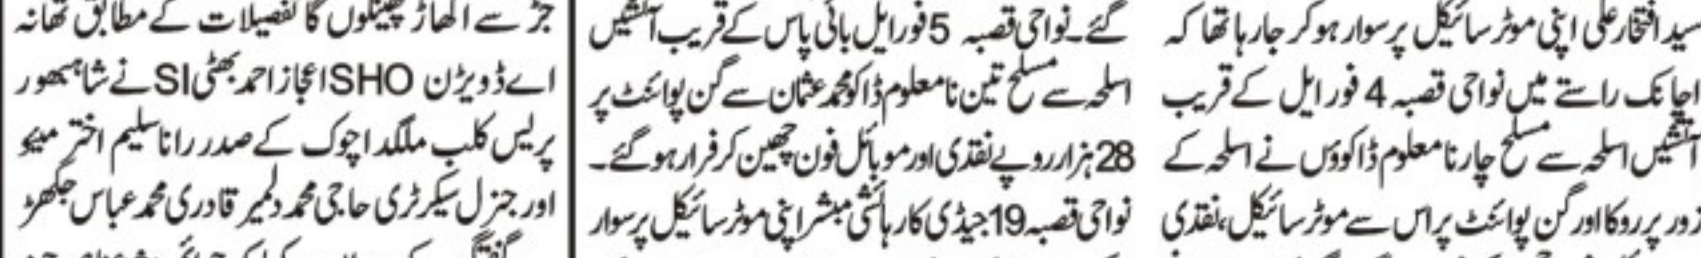 سید افتخار علی اپنی موٹر سائیکل پر سوار ہو کر جا رہا تھا کہ
اچانک راستے میں نواحی قصبہ 4 فور ایل کے قریب
آتشیں اسلحہ سے مسلح چار نامعلوم ڈاکوؤں نے اسلحہ کے
زور پر روکا اور گن پوائنٹ پر اس سے موٹر سائیکل، نقدی
گئے۔ نواحی قصبہ 5 فور ایل بائی پاس کے قریب آتشیں
اسلحہ سے مسلح تین نامعلوم ڈاکو محمد عثمان سے گن پوائنٹ پر
28 ہزار روپے نقدی اور موبائل فون چھین کر فرار ہو گئے۔
نواحی قصبہ 19 جیڈی کا رہائشی مبشر اپنی موٹر سائیکل پر سوار
جڑ سے اکھاڑ پھینکوں گا تفصیلات کے مطابق تھانہ
اے ڈویژن SHO اعجاز احمد بھٹی SI نے شاہبھور
پریس کلب ملگدا چوک کے صدر رانا سلیم اختر میو
اور جنرل سیکرٹری حاجی محمد دلمیر قادری محمد عباس جکھڑ